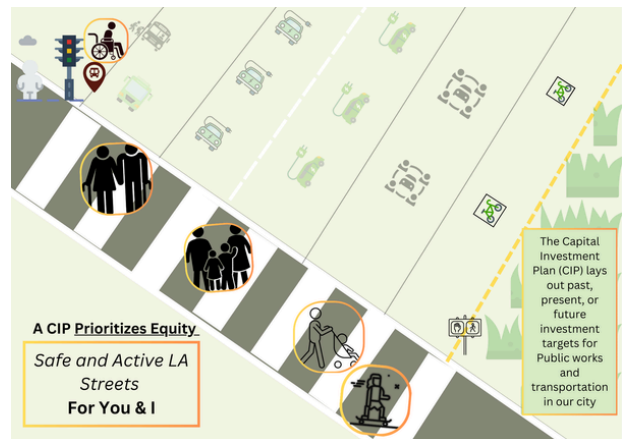 A CIP Prioritizes Equity
Safe and Active LA
Streets
For You & I
The Capital
Investment
Plan (CIP) lays
out past,
present, or
future
investment
targets for
Public works
and
transportation
in our city